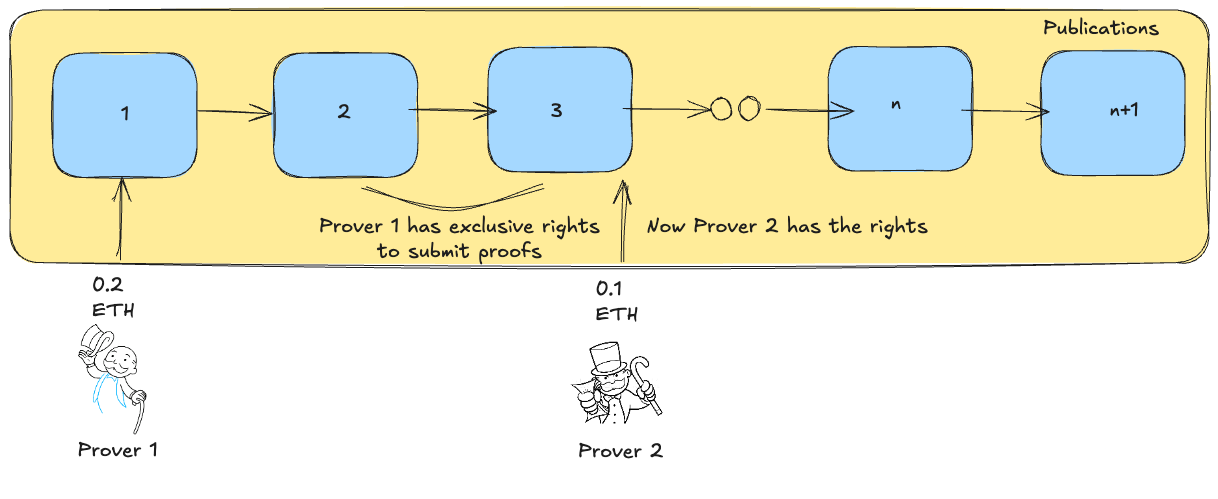 Publications
1
2
3
n
n+1
Prover 1 has exclusive rights
to submit proofs
Now Prover 2 has the rights
0.2
ETH
0.1
ETH
Prover 1
Prover 2